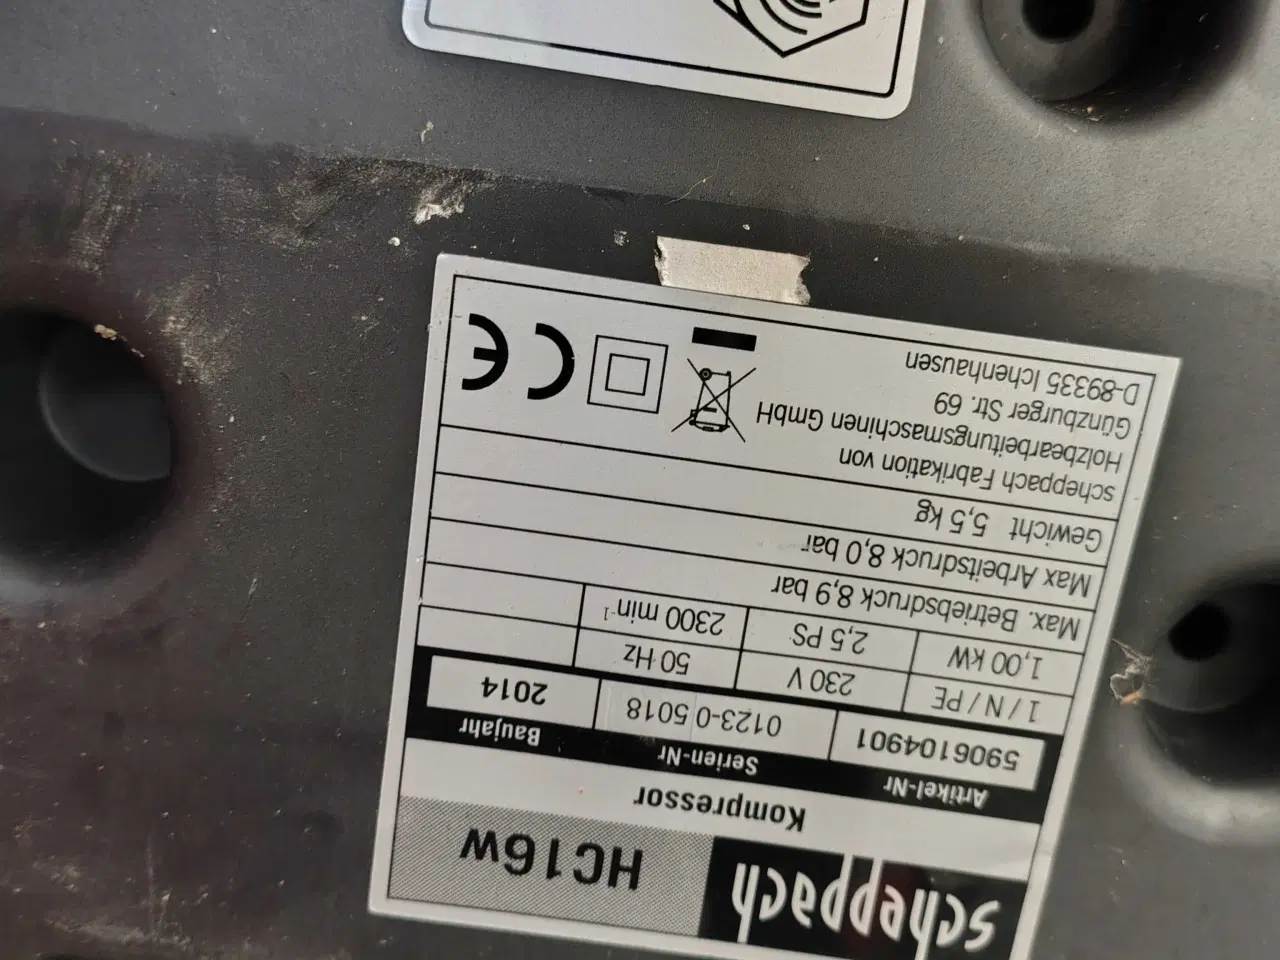 scheppach HC16w
Kompressor
Artikel-Nr Serien-Nr Baujahr
5906104901 0123-0 5018 2014
1 / N / PE 230 V 50 Hz
1,00 kW 2,5 PS 2300 min⁻¹
Max. Betriebsdruck 8,9 bar
Max Arbeitsdruck 8,0 bar
Gewicht 5,5 kg
scheppach Fabrikation von
Holzbearbeitungsmaschinen GmbH
Günzburger Str. 69
D-89335 Ichenhausen
CE